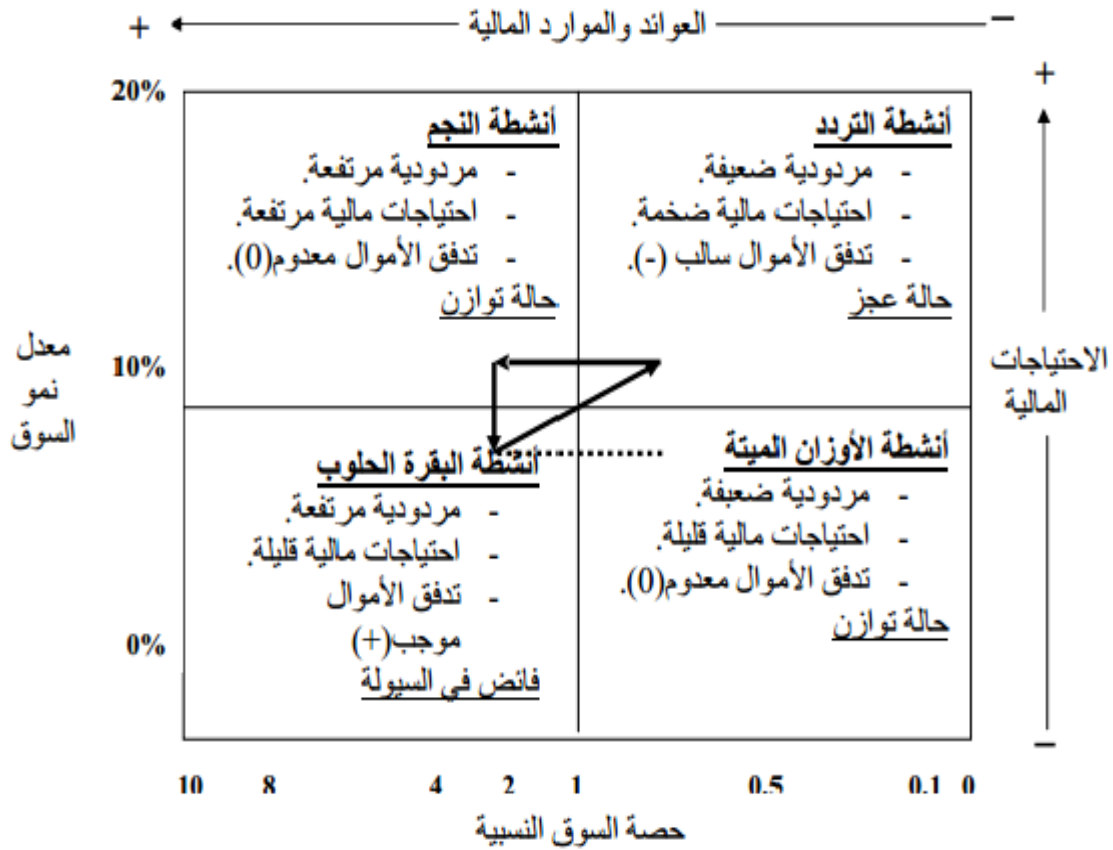 + العوائد والموارد المالية −
20%
أنشطة التردد
- مردودية ضعيفة.
- احتياجات مالية ضخمة.
- تدفق الأموال سالب (-).
حالة عجز
أنشطة النجم
- مردودية مرتفعة.
- احتياجات مالية مرتفعة.
- تدفق الأموال معدوم(0).
حالة توازن
+
الاحتياجات
المالية
−
معدل
نمو
السوق
10%
أنشطة الأوزان الميتة
- مردودية ضعيفة.
- احتياجات مالية قليلة.
- تدفق الأموال معدوم(0).
حالة توازن
أنشطة البقرة الحلوب
- مردودية مرتفعة.
- احتياجات مالية قليلة.
- تدفق الأموال
موجب(+)
فائض في السيولة
0%
10 8 4 2 1 0.5 0.1 0
حصة السوق النسبية